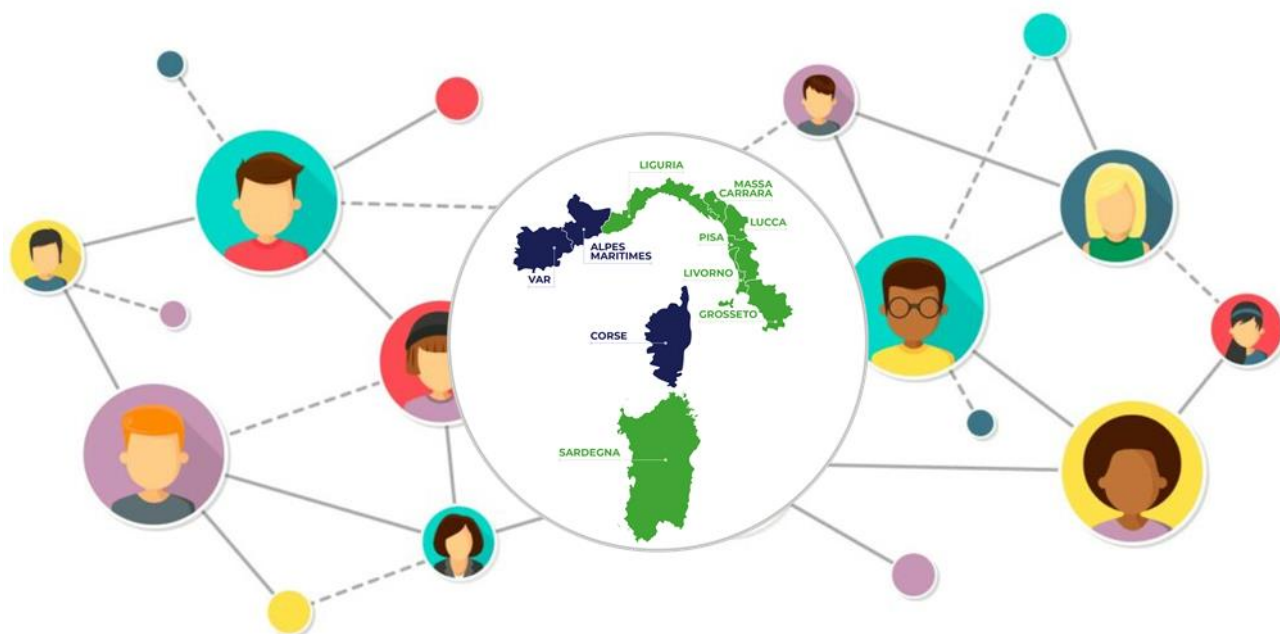 LIGURIA
MASSA
CARRARA
LUCCA
PISA
ALPES
MARITIMES
VAR
LIVORNO
GROSSETO
CORSE
SARDEGNA